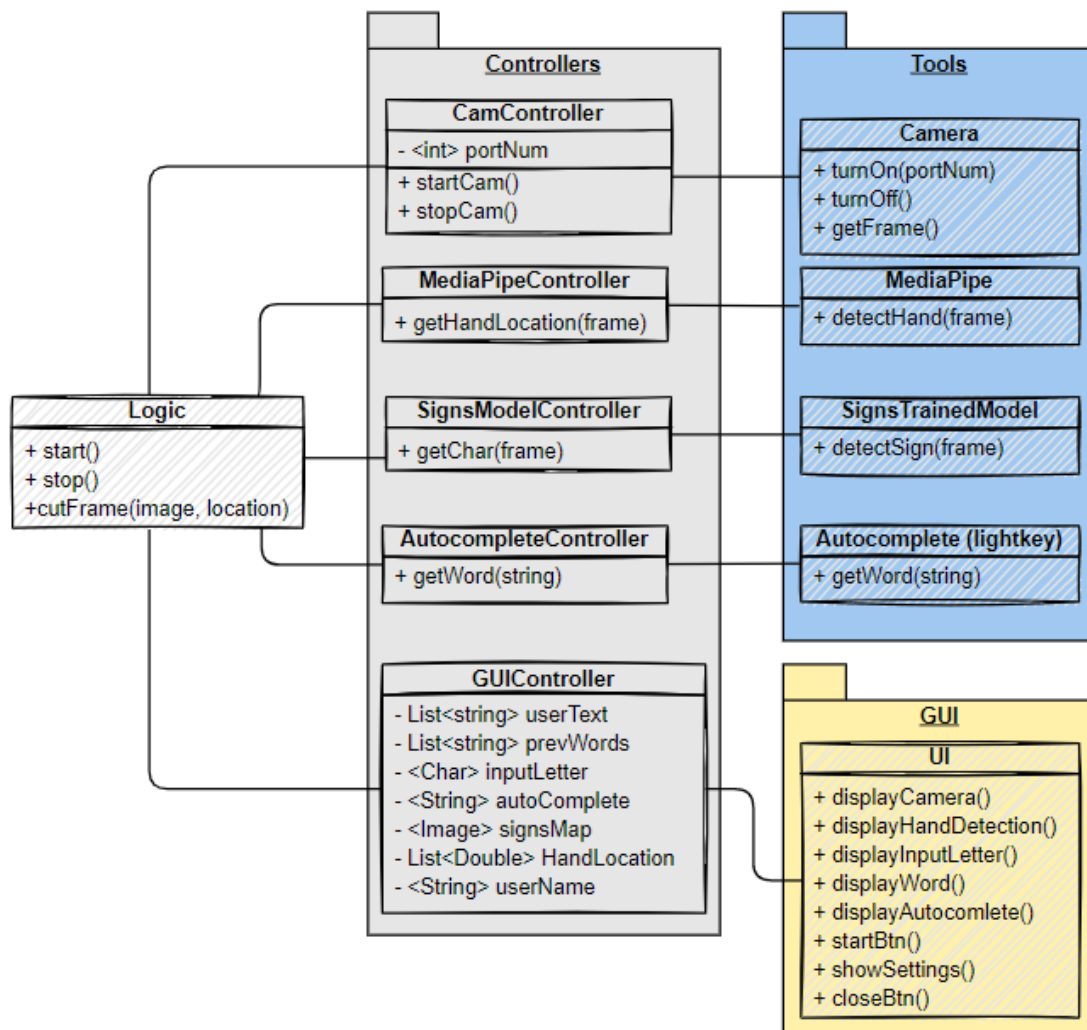 Controllers
CamController
- <int> portNum
+ startCam()
+ stopCam()
MediaPipeController
+ getHandLocation(frame)
SignsModelController
+ getChar(frame)
AutocompleteController
+ getWord(string)
GUIController
- List<string> userText
- List<string> prevWords
- <Char> inputLetter
- <String> autoComplete
- <Image> signsMap
- List<Double> HandLocation
- <String> userName
Logic
+ start()
+ stop()
+cutFrame(image, location)
Tools
Camera
+ turnOn(portNum)
+ turnOff()
+ getFrame()
MediaPipe
+ detectHand(frame)
SignsTrainedModel
+ detectSign(frame)
Autocomplete (lightkey)
+ getWord(string)
GUI
UI
+ displayCamera()
+ displayHandDetection()
+ displayInputLetter()
+ displayWord()
+ displayAutocomlete()
+ startBtn()
+ showSettings()
+ closeBtn()